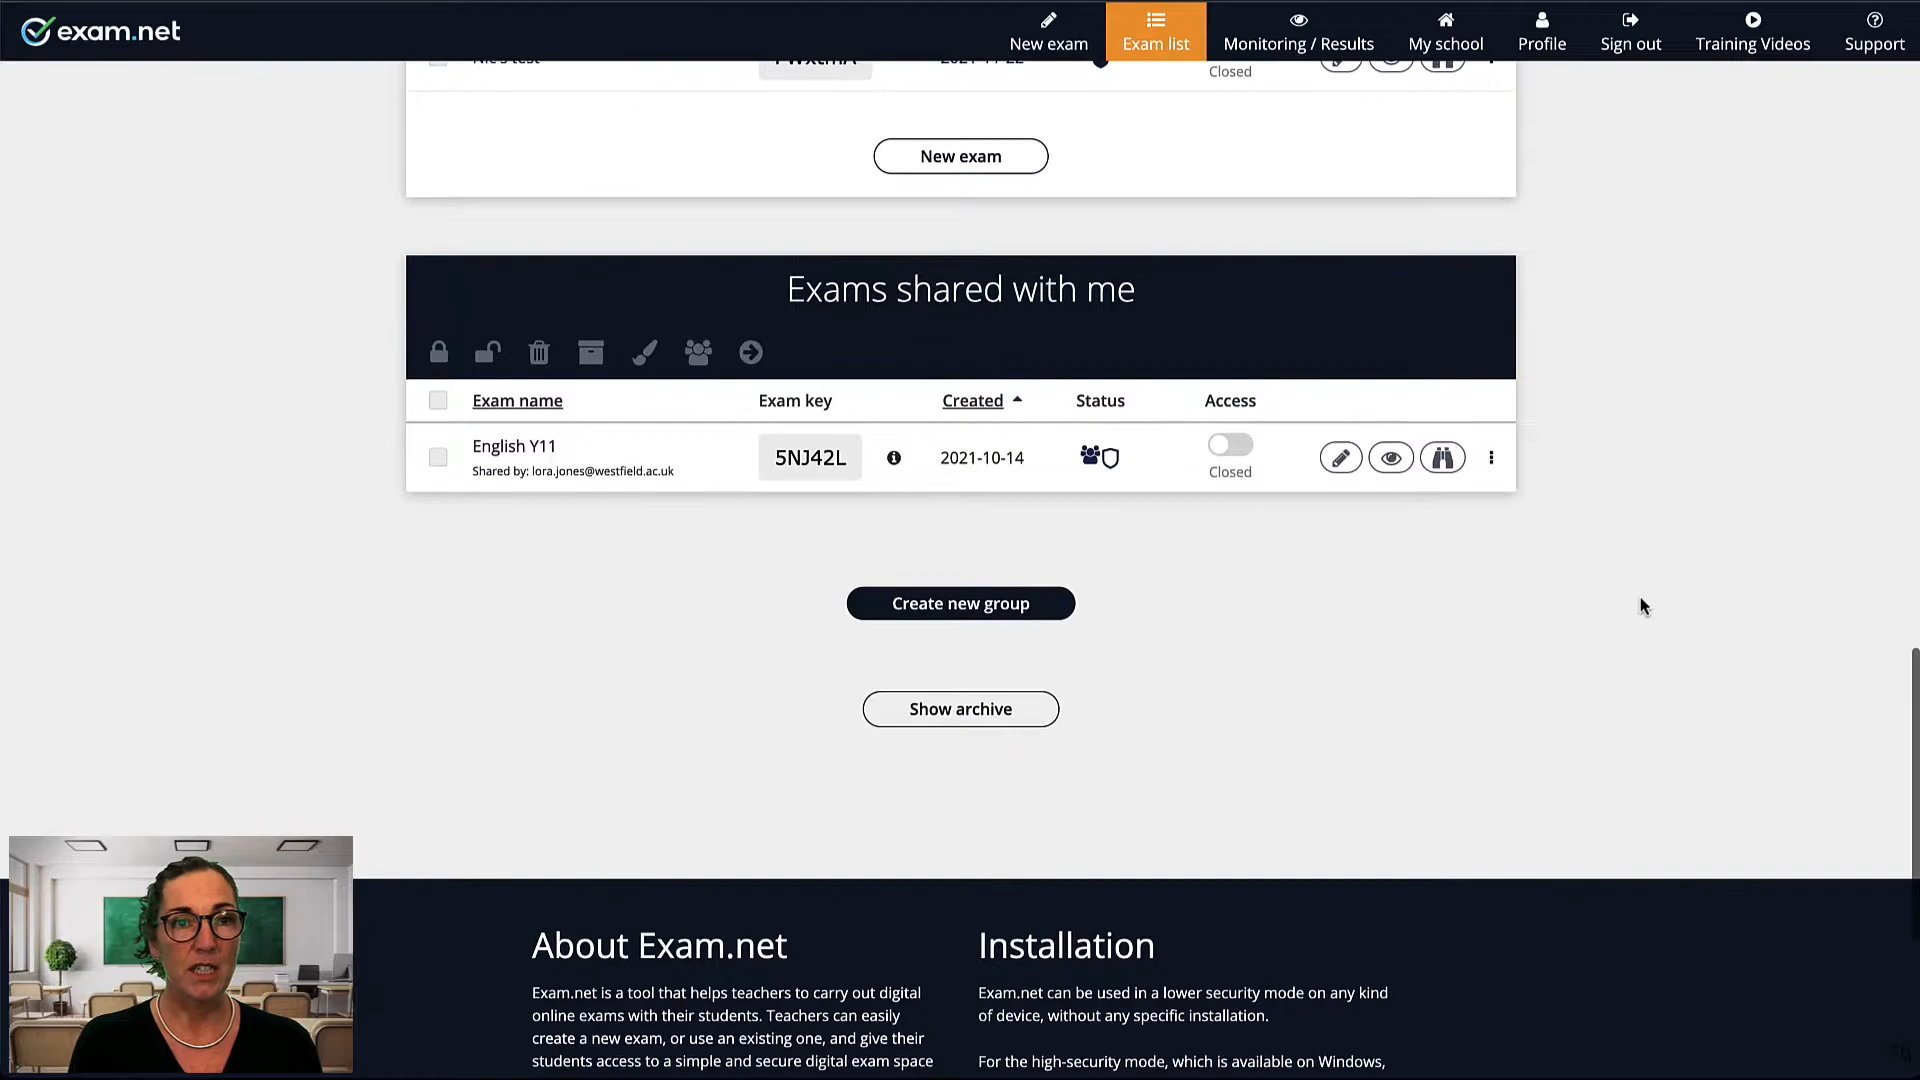 exam.net
New exam
Exam list
Monitoring / Results
My school
Profile
Sign out
Training Videos
Support
Closed
New exam
Exams shared with me
Exam name
Exam key
Created
Status
Access
English Y11
Shared by: lora.jones@westfield.ac.uk
5NJ42L
2021-10-14
Closed
Create new group
Show archive
About Exam.net
Exam.net is a tool that helps teachers to carry out digital
online exams with their students. Teachers can easily
create a new exam, or use an existing one, and give their
students access to a simple and secure digital exam space
Installation
Exam.net can be used in a lower security mode on any kind
of device, without any specific installation.
For the high-security mode, which is available on Windows,